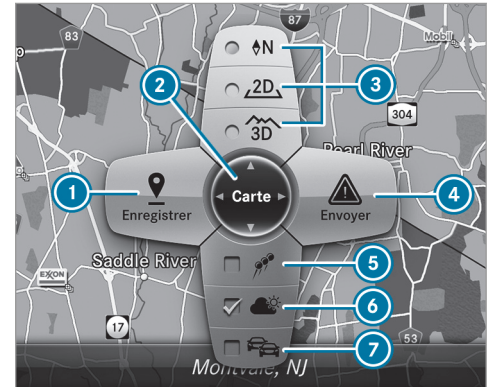 87
83
N
Mobil
2D
2
3
3D
304
Pearl River
1
Carte
4
Enregistrer
Envoyer
Saddle River
5
EXON
6
17
53
7
Montvale, NJ